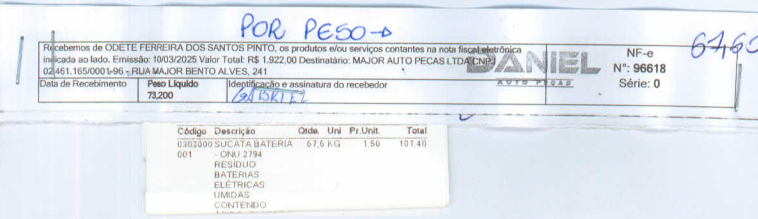 POR PESO→
67,65
Recebemos de ODETE FERREIRA DOS SANTOS PINTO, os produtos e/ou serviços contantes na nota fiscal eletrônica
indicada ao lado. Emissão: 10/03/2025 Valor Total: R$ 1.922,00 Destinatário: MAJOR AUTO PECAS LTDA CNPJ
02.461.165/0001-96 - RUA MAJOR BENTO ALVES, 241
DANIEL
AUTO PEÇAS
NF-e
N°: 96618
Série: 0
Data de Recebimento Peso Líquido Identificação e assinatura do recebedor
73,200
Código Descrição Qtde. Uni Pr.Unit. Total
0303000 SUCATA BATERIA 67,6 KG 1.50 101.40
001 - ONU 2794
RESÍDUO
BATERIAS
ELÉTRICAS
UMIDAS
CONTENDO